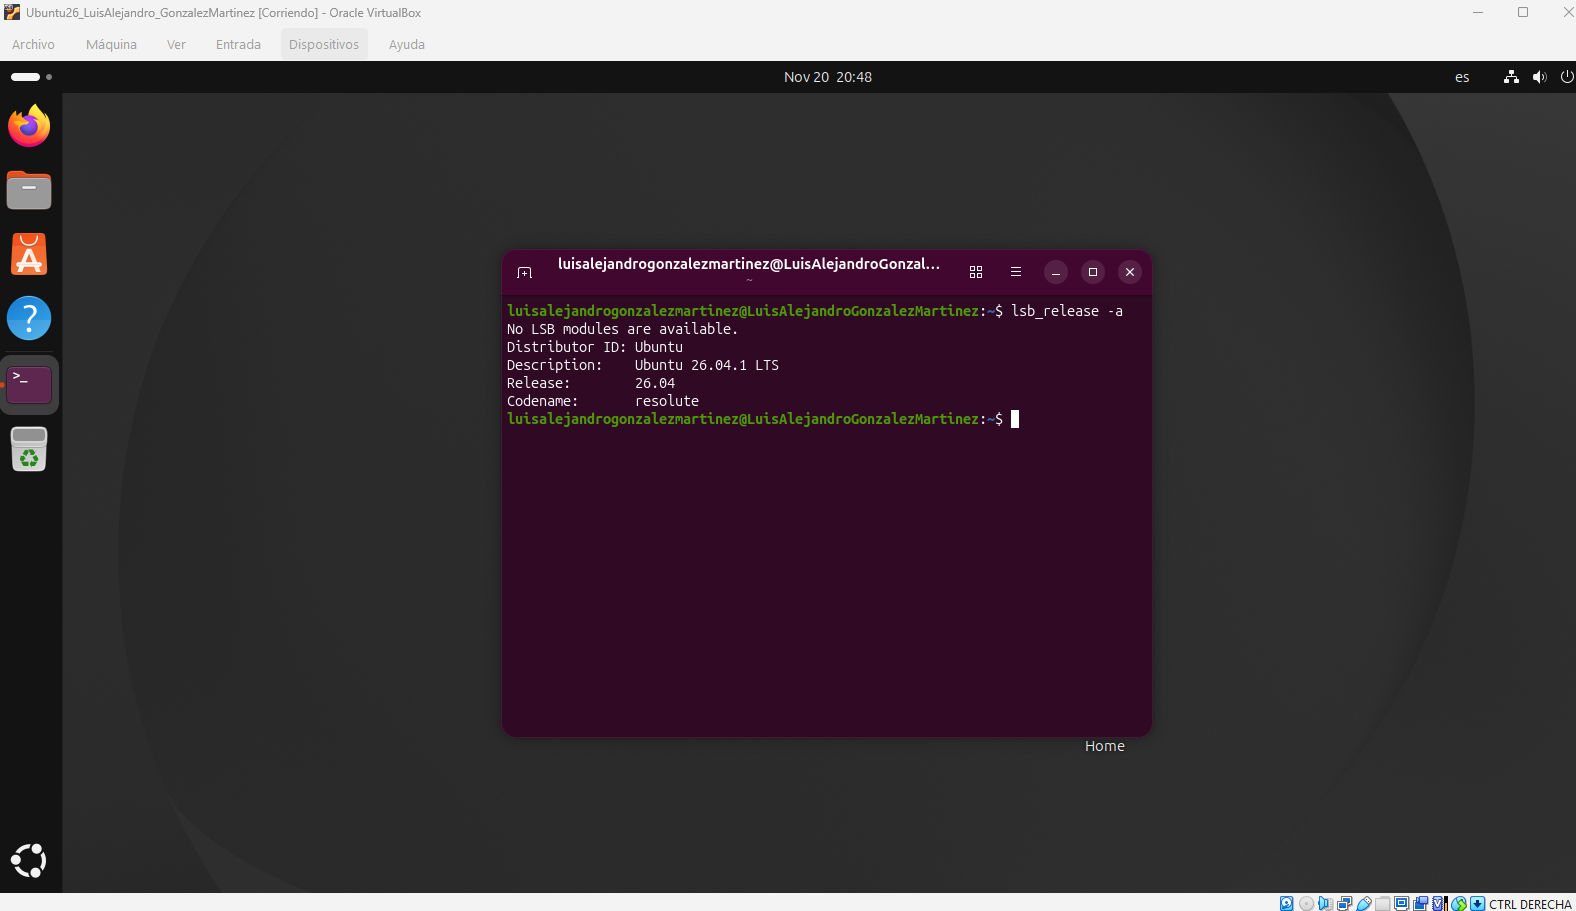 Ubuntu26_LuisAlejandro_GonzalezMartinez [Corriendo] - Oracle VirtualBox
Archivo Máquina Ver Entrada Dispositivos Ayuda
Nov 20 20:48
es
luisalejandrogonzalezmartinez@LuisAlejandroGonzal...
~
luisalejandrogonzalezmartinez@LuisAlejandroGonzalezMartinez:~$ lsb_release -a
No LSB modules are available.
Distributor ID: Ubuntu
Description: Ubuntu 26.04.1 LTS
Release: 26.04
Codename: resolute
luisalejandrogonzalezmartinez@LuisAlejandroGonzalezMartinez:~$
Home
CTRL DERECHA